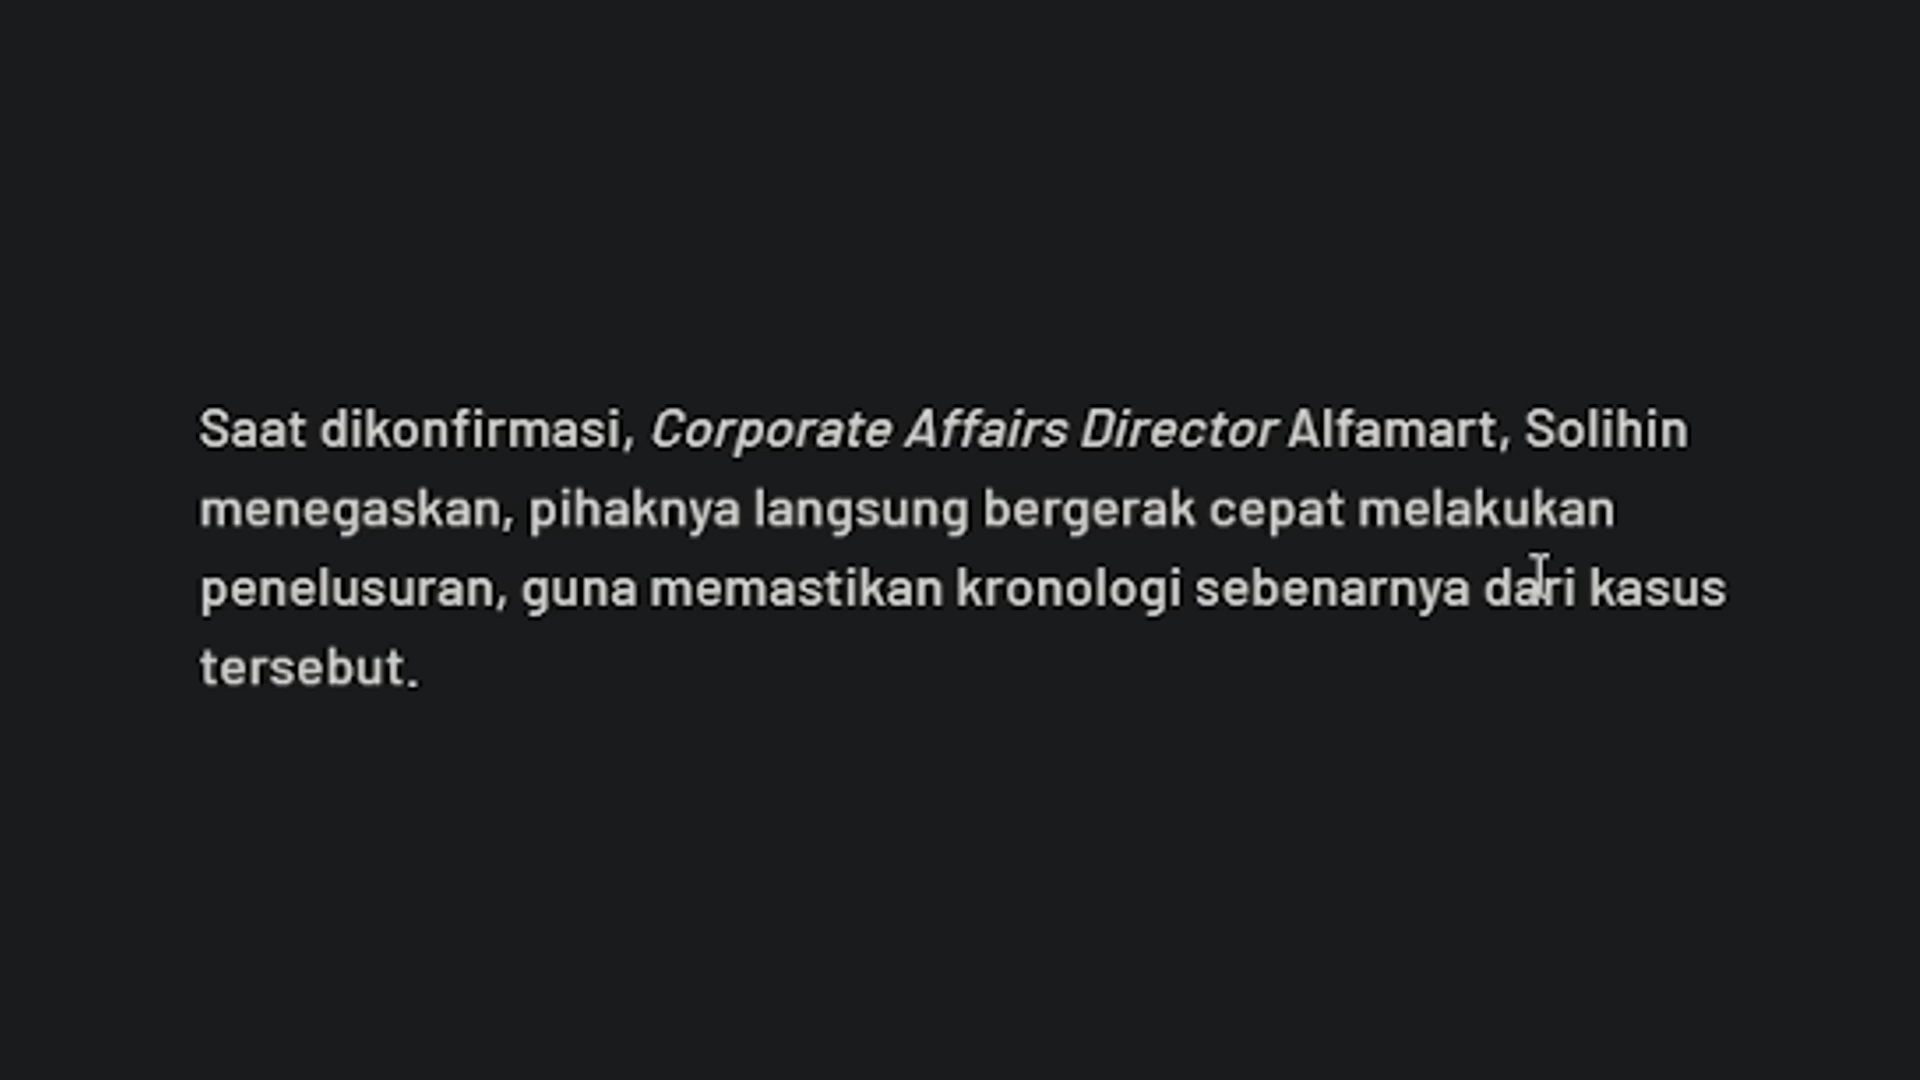 Saat dikonfirmasi, Corporate Affairs Director Alfamart, Solihin
menegaskan, pihaknya langsung bergerak cepat melakukan
penelusuran, guna memastikan kronologi sebenarnya dari kasus
tersebut.